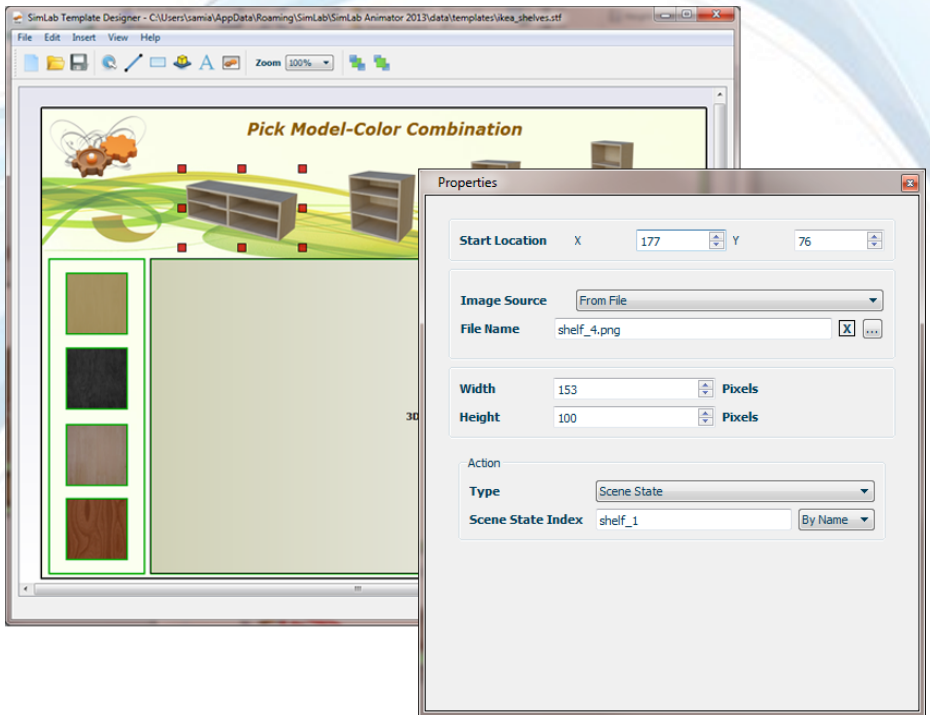 SimLab Template Designer - C:\Users\samia\AppData\Roaming\SimLab\SimLab Animator 2013\data\templates\ikea_shelves.stf
File Edit Insert View Help
A Zoom 100%
Pick Model-Color Combination
3D
Properties
Start Location X 177 Y 76
Image Source From File
File Name shelf_4.png X ...
Width 153 Pixels
Height 100 Pixels
Action
Type Scene State
Scene State Index shelf_1 By Name